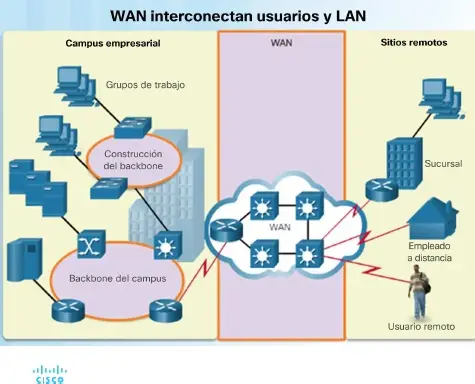 WAN interconectan usuarios y LAN
Campus empresarial
WAN
Sitios remotos
Grupos de trabajo
Construcción
del backbone
Sucursal
WAN
Empleado
a distancia
Backbone del campus
Usuario remoto
CISCO